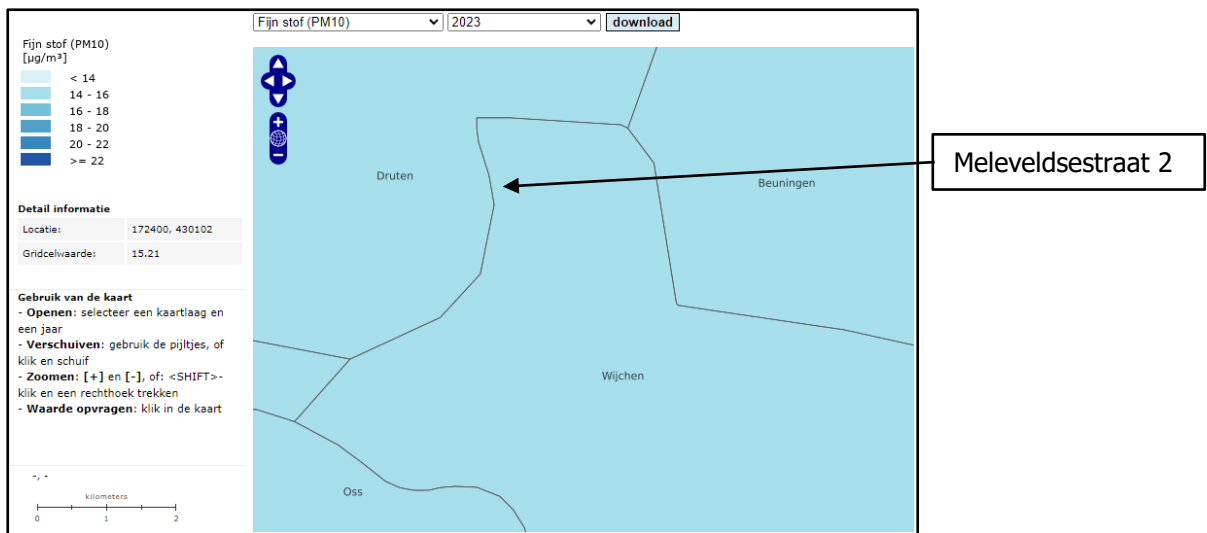 Fijn stof (PM10) 2023 download
Fijn stof (PM10)
[µg/m³]
< 14
14 - 16
16 - 18
18 - 20
20 - 22
>= 22
Detail informatie
Locatie: 172400, 430102
Gridcelwaarde: 15.21
Gebruik van de kaart
- Openen: selecteer een kaartlaag en
een jaar
- Verschuiven: gebruik de pijltjes, of
klik en schuif
- Zoomen: [+] en [-], of: <SHIFT>-
klik en een rechthoek trekken
- Waarde opvragen: klik in de kaart
-, -
kilometers
0 1 2
Druten
Beuningen
Wijchen
Oss
Meleveldsestraat 2